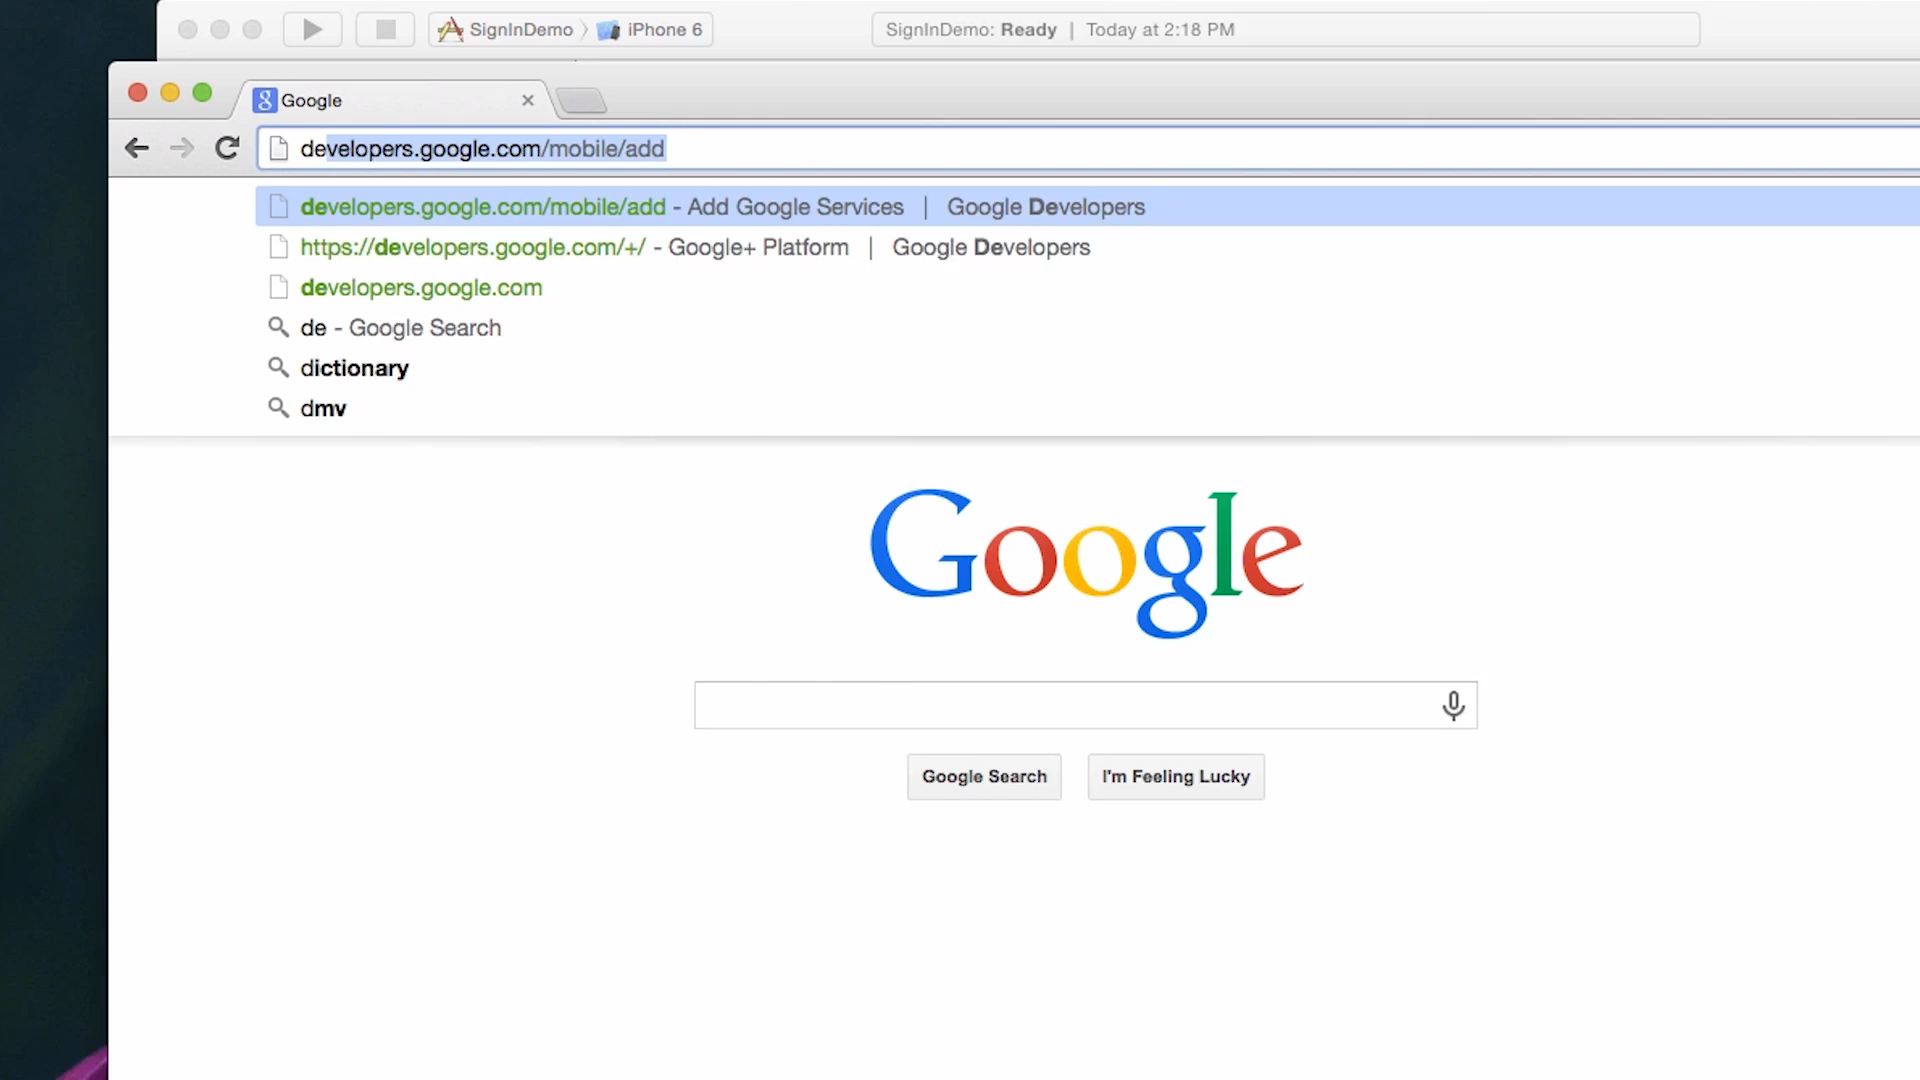 SignInDemo 〉 iPhone 6
SignInDemo: Ready | Today at 2:18 PM
Google
developers.google.com/mobile/add
developers.google.com/mobile/add - Add Google Services | Google Developers
https://developers.google.com/+/ - Google+ Platform | Google Developers
developers.google.com
de - Google Search
dictionary
dmv
Google
Google Search
I'm Feeling Lucky